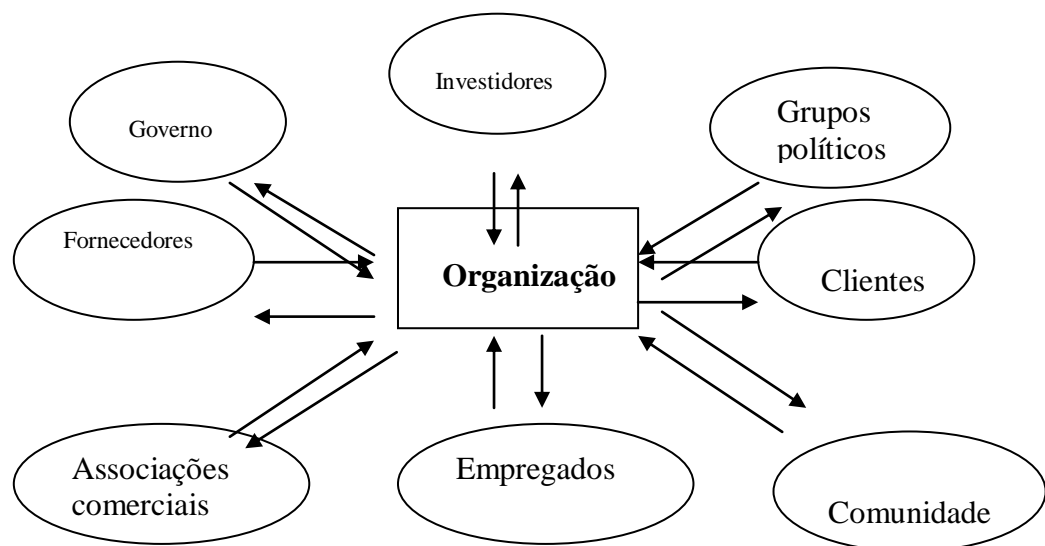 Investidores
Governo
Grupos
políticos
Fornecedores
Organização
Clientes
Associações
comerciais
Empregados
Comunidade